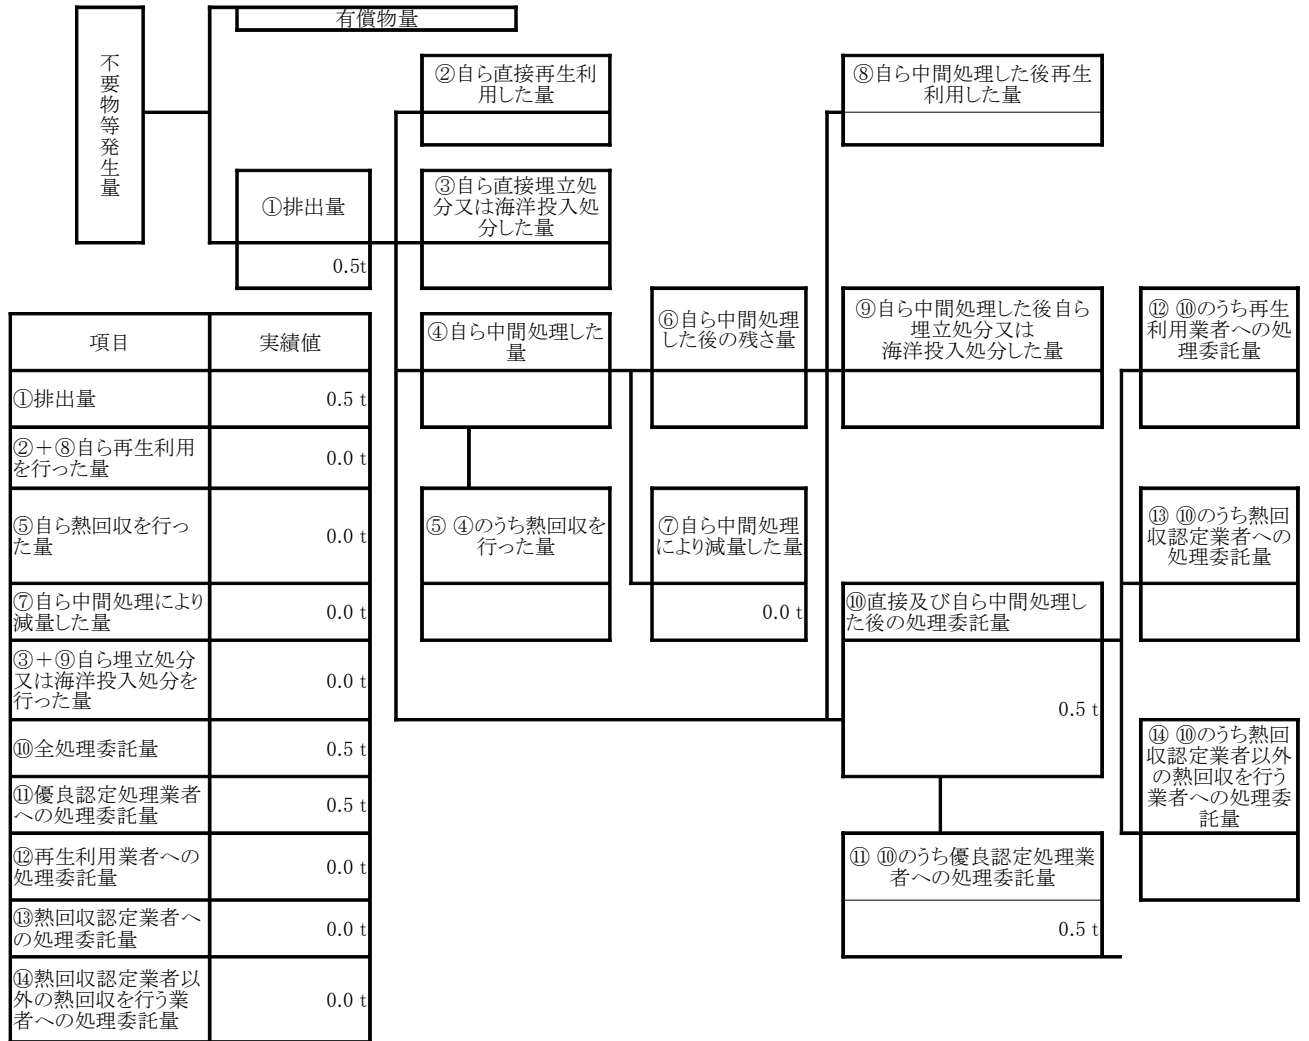 有償物量
不要物等発生量
②自ら直接再生利
用した量
⑧自ら中間処理した後再生
利用した量
①排出量
0.5t
③自ら直接埋立処
分又は海洋投入処
分した量
④自ら中間処理した
量
⑥自ら中間処理
した後の残さ量
⑨自ら中間処理した後自ら
埋立処分又は
海洋投入処分した量
⑫ ⑩のうち再生
利用業者への処
理委託量
⑤ ④のうち熱回収を
行った量
⑦自ら中間処理
により減量した量
0.0 t
⑬ ⑩のうち熱回
収認定業者への
処理委託量
⑩直接及び自ら中間処理し
た後の処理委託量
0.5 t
⑭ ⑩のうち熱回
収認定業者以外
の熱回収を行う
業者への処理委
託量
⑪ ⑩のうち優良認定処理業
者への処理委託量
0.5 t
項目 実績値
①排出量 0.5 t
②+⑧自ら再生利用
を行った量 0.0 t
⑤自ら熱回収を行っ
た量 0.0 t
⑦自ら中間処理により
減量した量 0.0 t
③+⑨自ら埋立処分
又は海洋投入処分を
行った量 0.0 t
⑩全処理委託量 0.5 t
⑪優良認定処理業者
への処理委託量 0.5 t
⑫再生利用業者への
処理委託量 0.0 t
⑬熱回収認定業者へ
の処理委託量 0.0 t
⑭熱回収認定業者以
外の熱回収を行う業
者への処理委託量 0.0 t